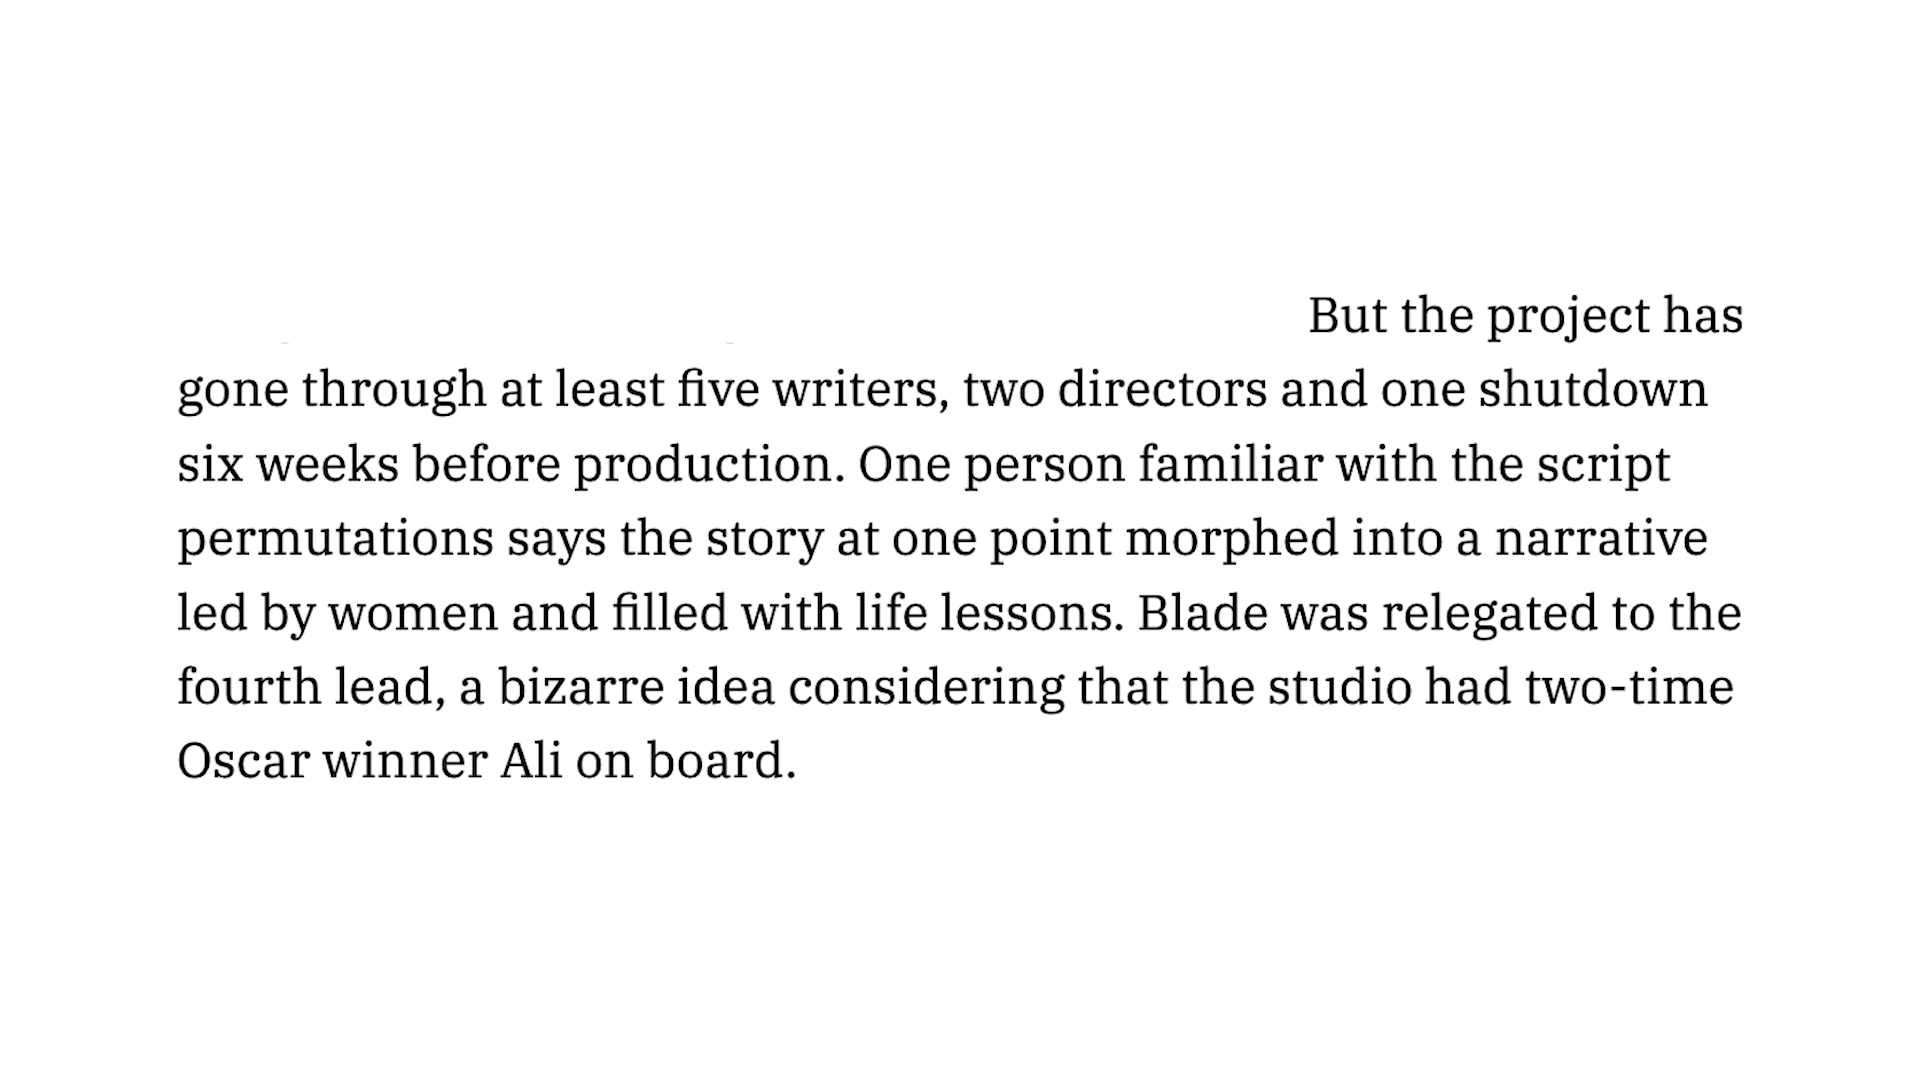 But the project has
gone through at least five writers, two directors and one shutdown
six weeks before production. One person familiar with the script
permutations says the story at one point morphed into a narrative
led by women and filled with life lessons. Blade was relegated to the
fourth lead, a bizarre idea considering that the studio had two-time
Oscar winner Ali on board.